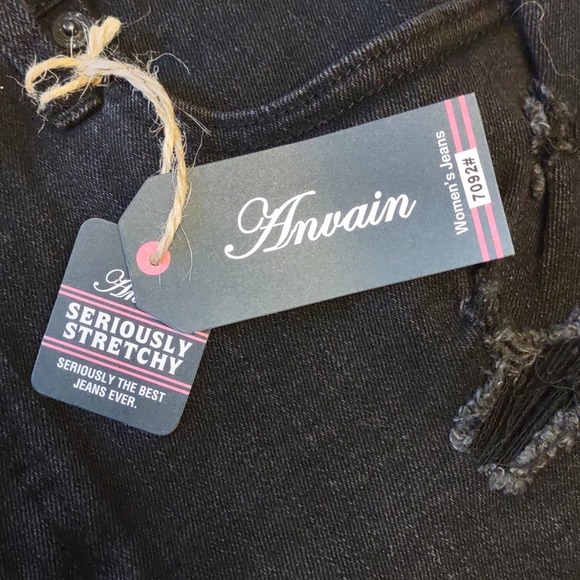 Anvain
Women's Jeans
7092#
SERIOUSLY
STRETCHY
SERIOUSLY THE BEST
JEANS EVER.